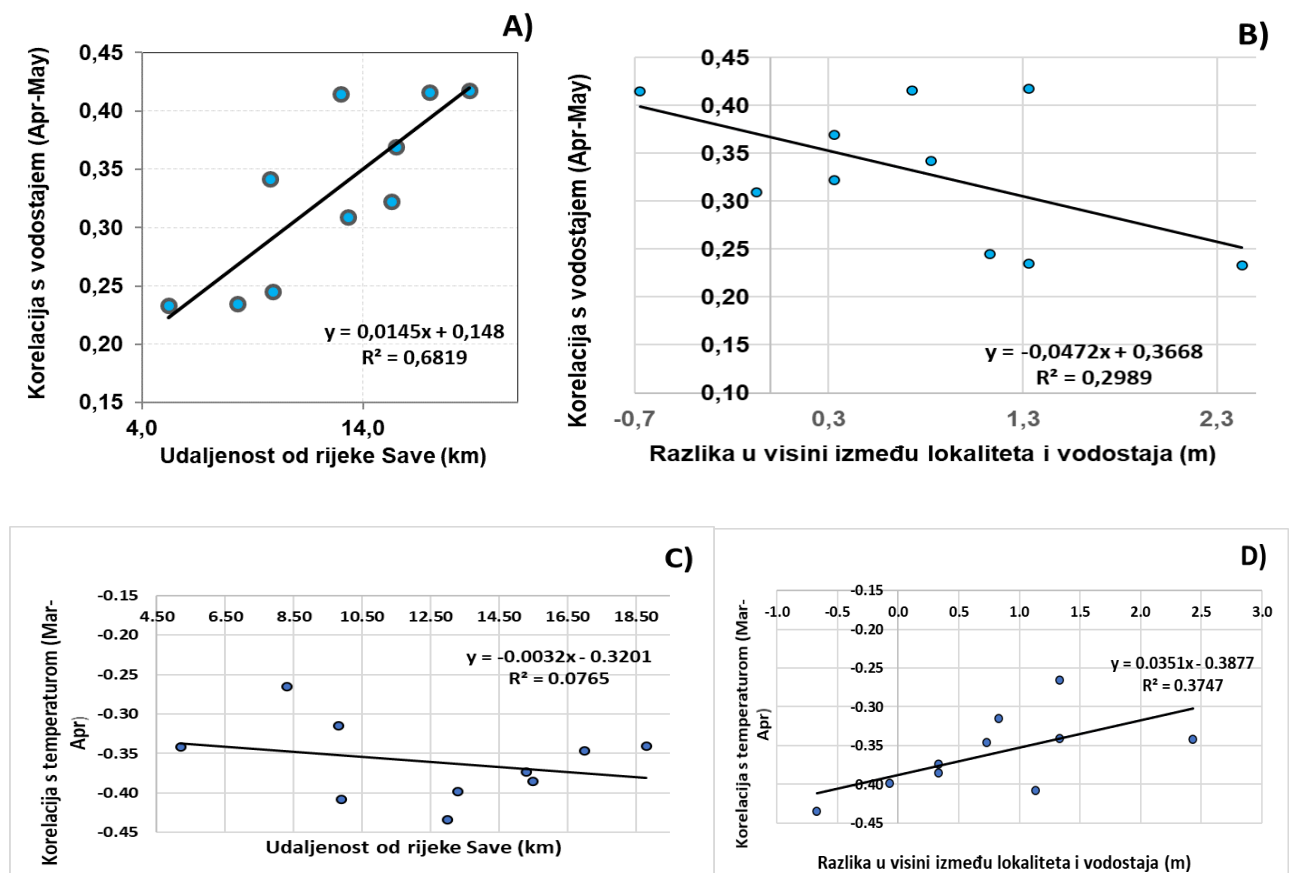 A)
Korelacija s vodostajem (Apr-May)
0,45
0,40
0,35
0,30
0,25
0,20
0,15
y = 0,0145x + 0,148
R² = 0,6819
4,0
14,0
Udaljenost od rijeke Save (km)
B)
Korelacija s vodostajem (Apr-May)
0,45
0,40
0,35
0,30
0,25
0,20
0,15
0,10
y = -0,0472x + 0,3668
R² = 0,2989
-0,7
0,3
1,3
2,3
Razlika u visini između lokaliteta i vodostaja (m)
C)
Korelacija s temperaturom (Mar-
Apr)
-0.15
4.50
6.50
8.50
10.50
12.50
14.50
16.50
18.50
-0.20
-0.25
-0.30
-0.35
-0.40
-0.45
y = -0.0032x - 0.3201
R² = 0.0765
Udaljenost od rijeke Save (km)
D)
Korelacija s temperaturom (Mar-
Apr)
-0.15
-1.0
-0.5
0.0
0.5
1.0
1.5
2.0
2.5
3.0
-0.20
-0.25
-0.30
-0.35
-0.40
-0.45
y = 0.0351x - 0.3877
R² = 0.3747
Razlika u visini između lokaliteta i vodostaja (m)